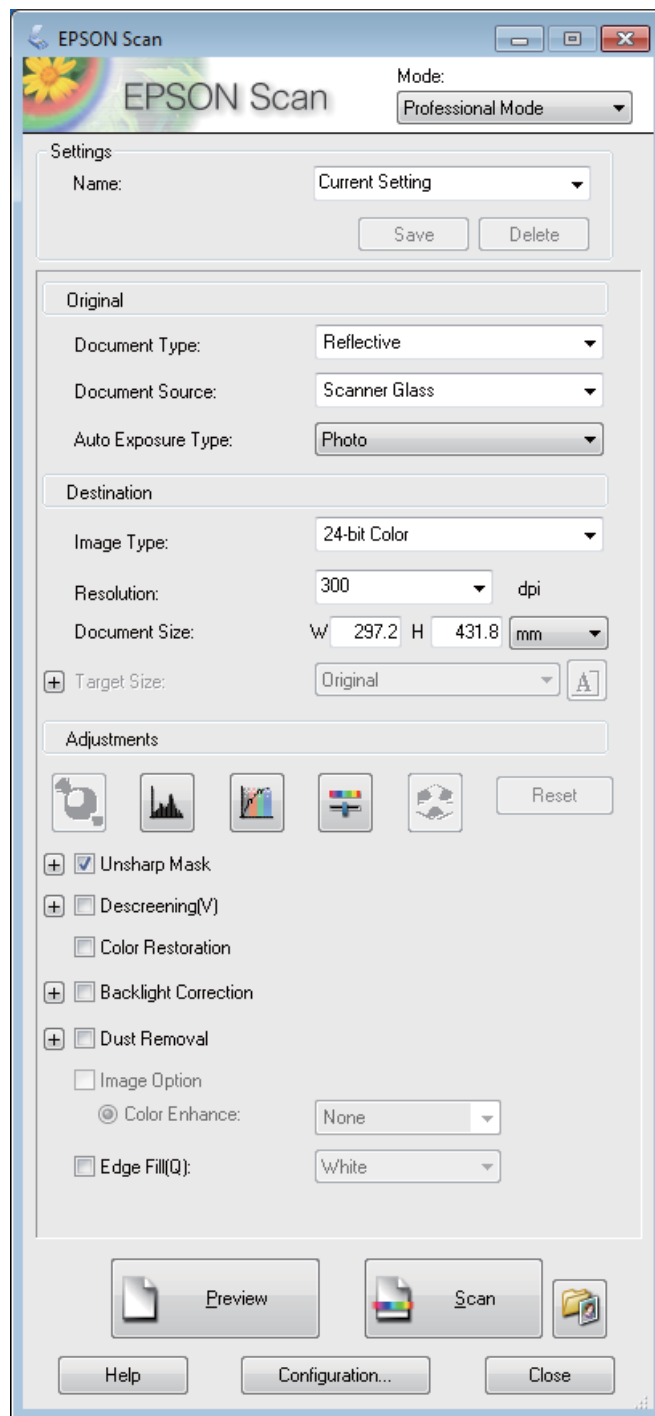 EPSON Scan
EPSON Scan
Mode:
Professional Mode
Settings
Name: Current Setting
Save Delete
Original
Document Type: Reflective
Document Source: Scanner Glass
Auto Exposure Type: Photo
Destination
Image Type: 24-bit Color
Resolution: 300 dpi
Document Size: W 297.2 H 431.8 mm
Target Size: Original A
Adjustments
Reset
Unsharp Mask
Descreening(V)
Color Restoration
Backlight Correction
Dust Removal
Image Option
Color Enhance: None
Edge Fill(Q): White
Preview Scan
Help Configuration... Close